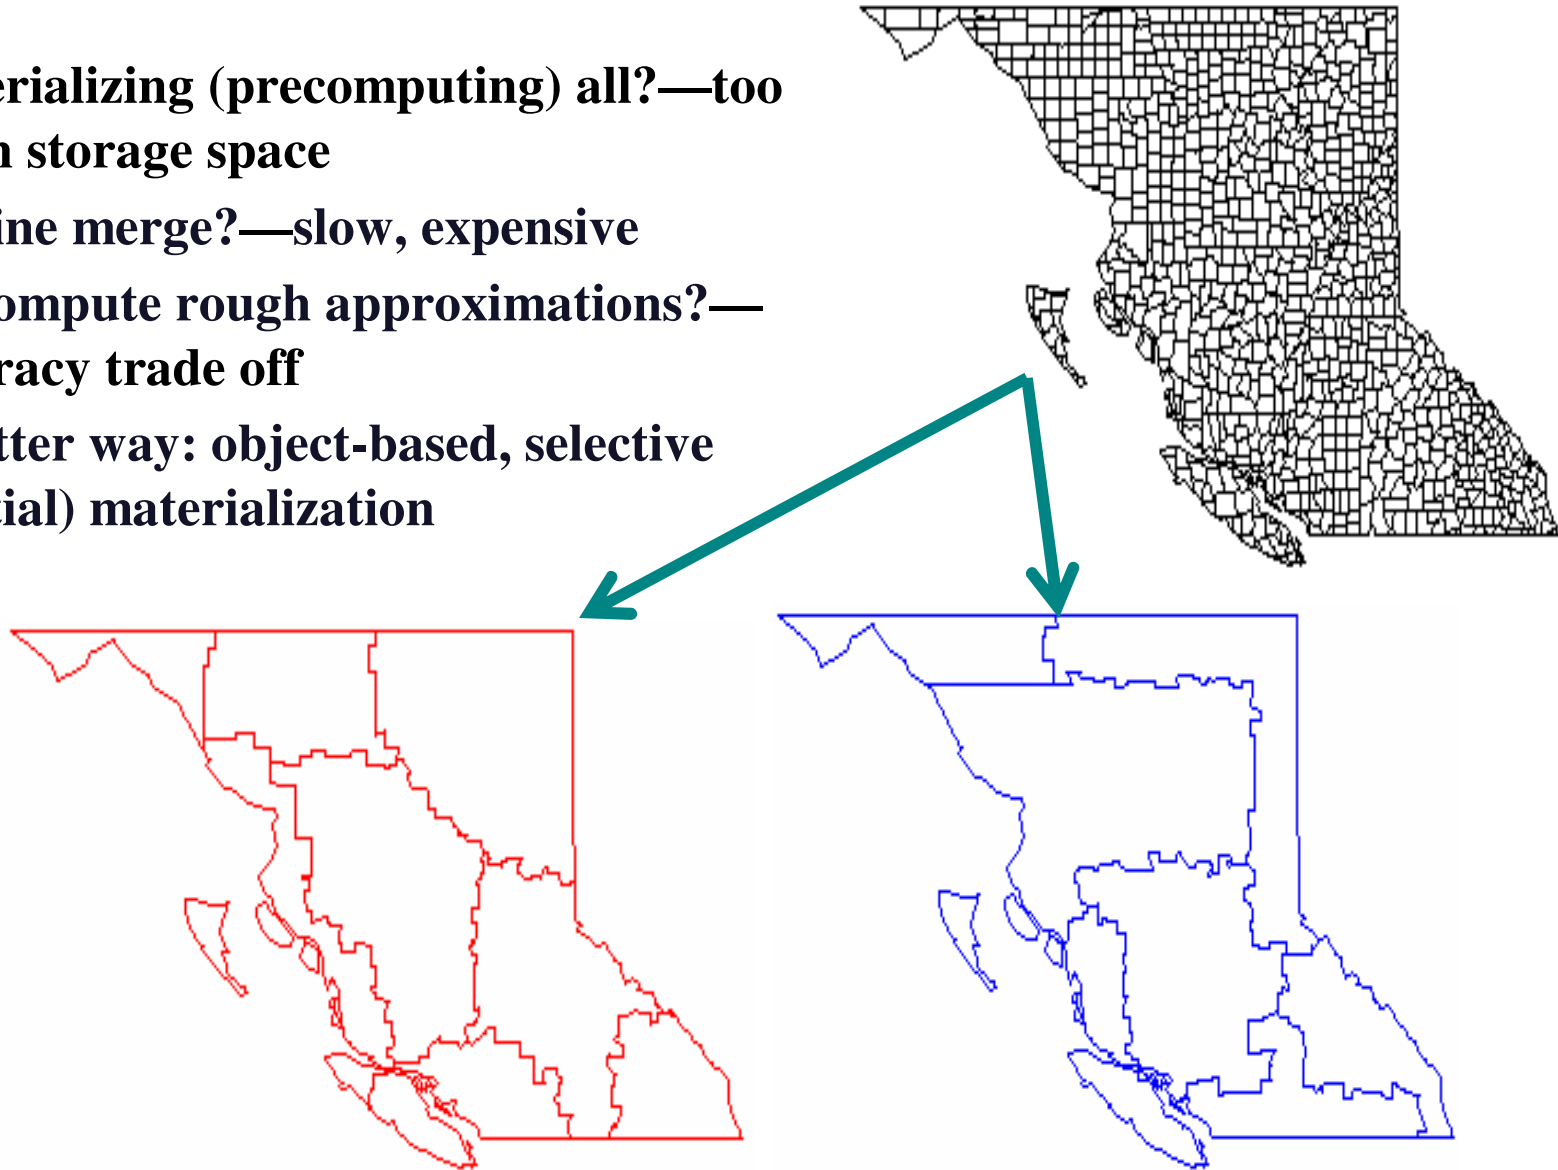 erializing (precomputing) all?—too
n storage space
ine merge?—slow, expensive
ompute rough approximations?—
racy trade off
tter way: object-based, selective
tial) materialization